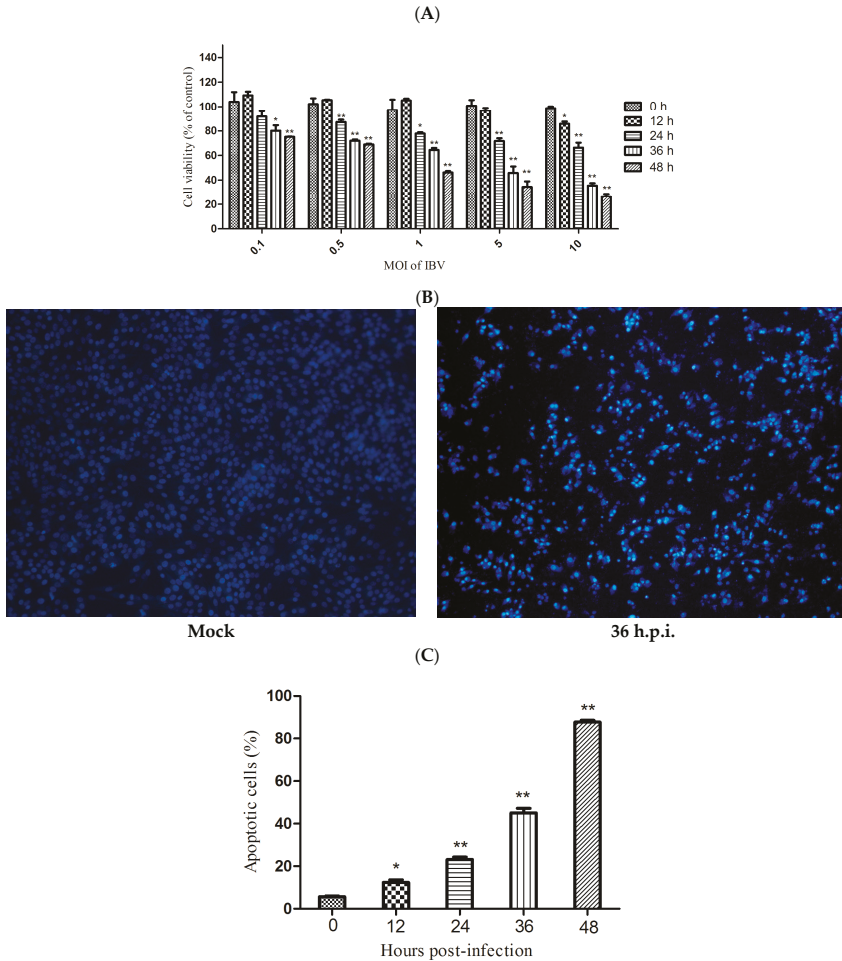 (A)
Cell viability (% of control)
140
120
100
80
60
40
20
0
* ** ** ** ** * ** ** ** ** ** * ** ** **
0.1 0.5 1 5 10
MOI of IBV
0 h
12 h
24 h
36 h
48 h
(B)
Mock 36 h.p.i.
(C)
Apoptotic cells (%)
100
80
60
40
20
0
* ** ** **
0 12 24 36 48
Hours post-infection